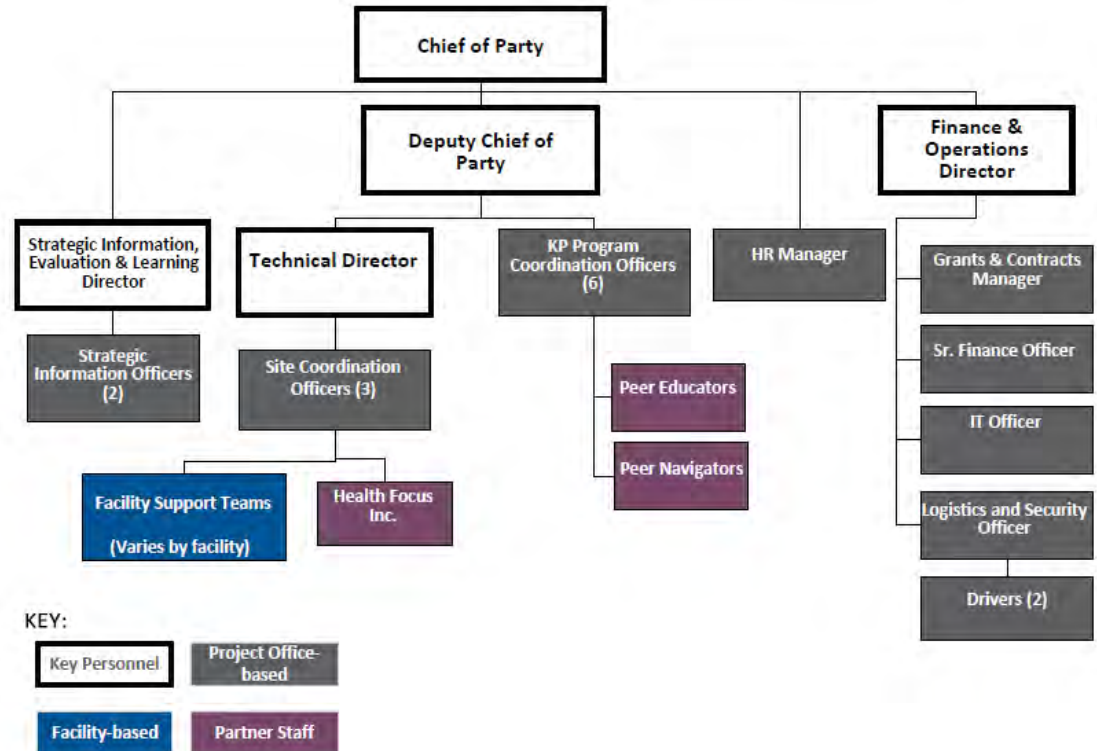 Chief of Party
Deputy Chief of
Party
Finance &
Operations
Director
Strategic Information,
Evaluation & Learning
Director
Technical Director
KP Program
Coordination Officers
(6)
HR Manager
Grants & Contracts
Manager
Strategic
Information Officers
(2)
Site Coordination
Officers (3)
Sr. Finance Officer
Peer Educators
IT Officer
Peer Navigators
Facility Support Teams
(Varies by facility)
Health Focus
Inc.
Logistics and Security
Officer
Drivers (2)
KEY:
Key Personnel
Project Office-
based
Facility-based
Partner Staff